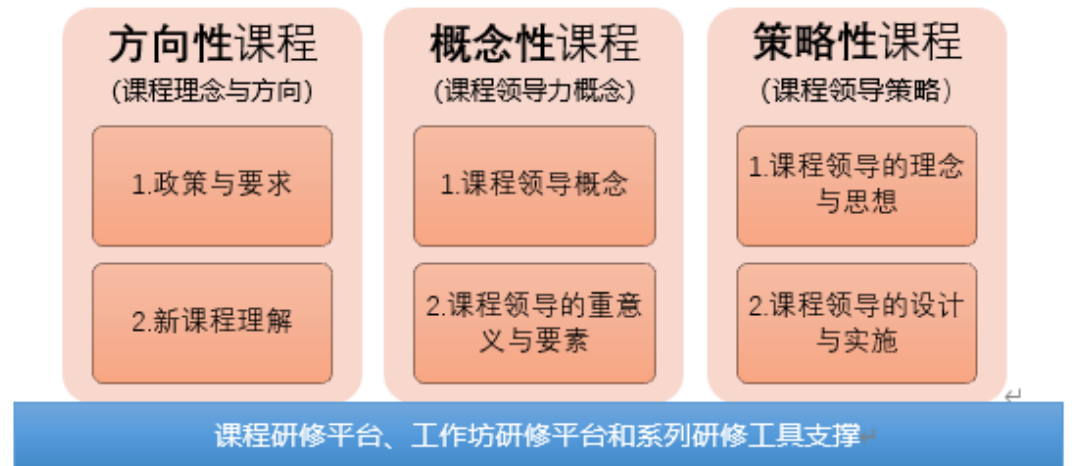 方向性课程
(课程理念与方向)
1.政策与要求
2.新课程理解
概念性课程
(课程领导力概念)
1.课程领导概念
2.课程领导的重意
义与要素
策略性课程
(课程领导策略)
1.课程领导的理念
与思想
2.课程领导的设计
与实施
课程研修平台、工作坊研修平台和系列研修工具支撑